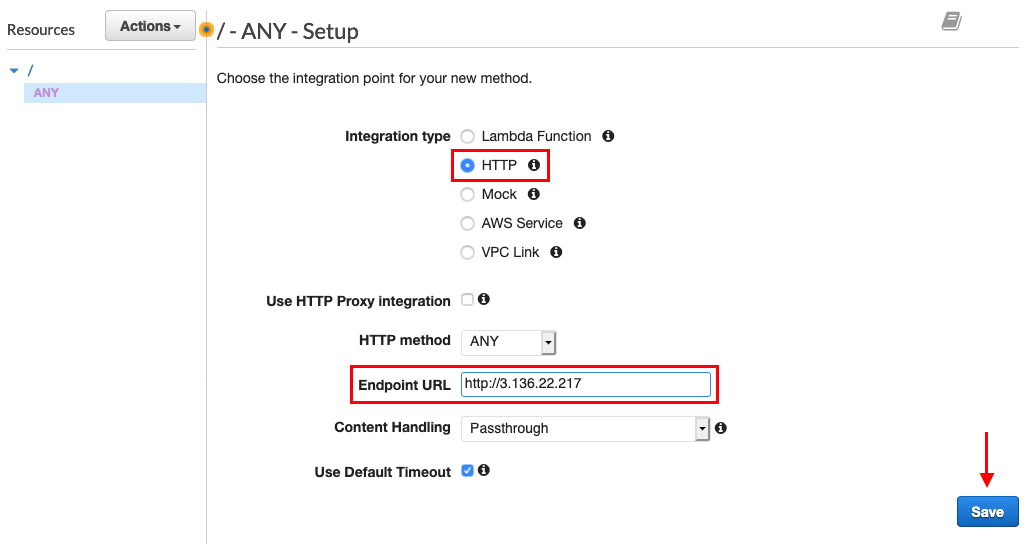 Resources
Actions
/ - ANY - Setup
/
ANY
Choose the integration point for your new method.
Integration type
Lambda Function
HTTP
Mock
AWS Service
VPC Link
Use HTTP Proxy integration
HTTP method ANY
Endpoint URL http://3.136.22.217
Content Handling Passthrough
Use Default Timeout
Save